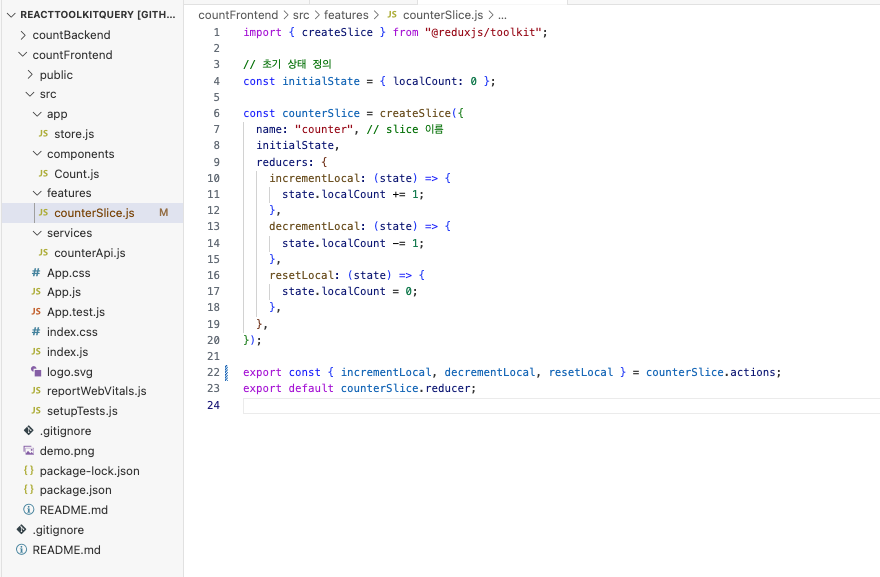 REACTTOOLKITQUERY [GITH...
countBackend
countFrontend
public
src
app
JS store.js
components
JS Count.js
features
JS counterSlice.js M
services
JS counterApi.js
# App.css
JS App.js
JS App.test.js
# index.css
JS index.js
logo.svg
JS reportWebVitals.js
JS setupTests.js
.gitignore
demo.png
{} package-lock.json
{} package.json
README.md
.gitignore
README.md
countFrontend > src > features > JS counterSlice.js > ...
1 import { createSlice } from "@reduxjs/toolkit";
2
3 // 초기 상태 정의
4 const initialState = { localCount: 0 };
5
6 const counterSlice = createSlice({
7 name: "counter", // slice 이름
8 initialState,
9 reducers: {
10 incrementLocal: (state) => {
11 state.localCount += 1;
12 },
13 decrementLocal: (state) => {
14 state.localCount -= 1;
15 },
16 resetLocal: (state) => {
17 state.localCount = 0;
18 },
19 },
20 });
21
22 export const { incrementLocal, decrementLocal, resetLocal } = counterSlice.actions;
23 export default counterSlice.reducer;
24